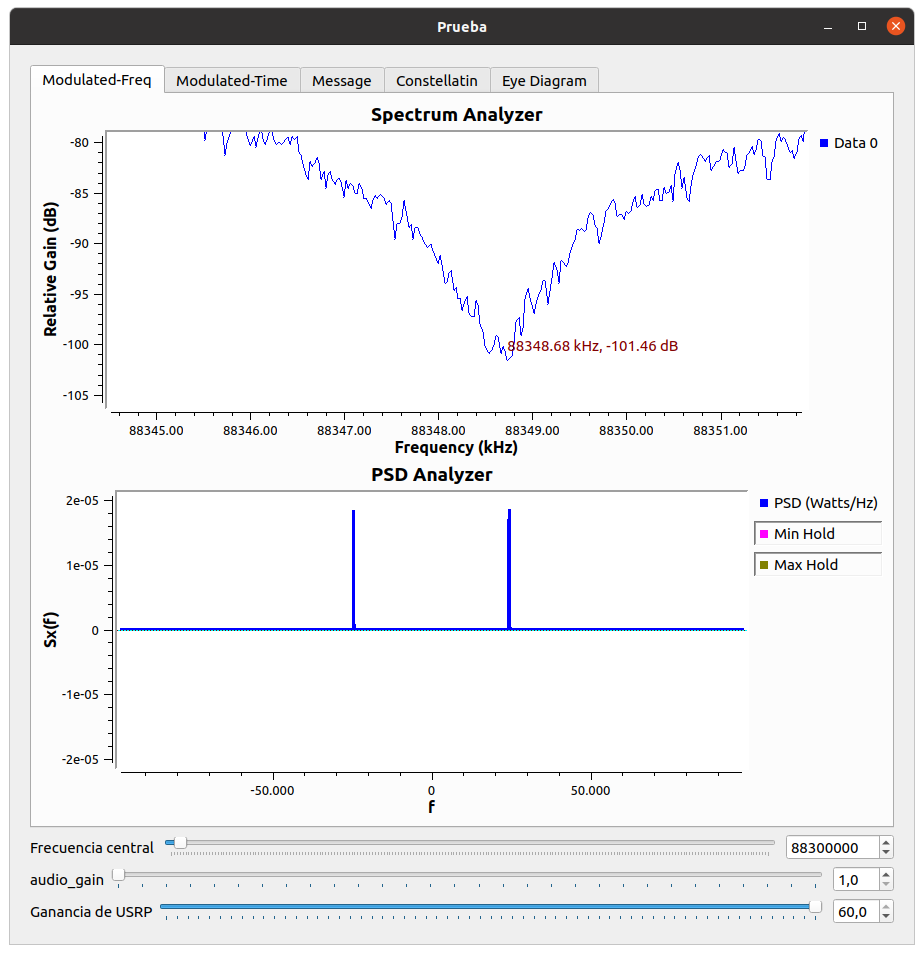 Prueba
Modulated-Freq Modulated-Time Message Constellatin Eye Diagram
Spectrum Analyzer
Data 0
Relative Gain (dB)
-80
-85
-90
-95
-100
-105
88348.68 kHz, -101.46 dB
88345.00 88346.00 88347.00 88348.00 88349.00 88350.00 88351.00
Frequency (kHz)
PSD Analyzer
PSD (Watts/Hz)
Min Hold
Max Hold
Sx(f)
2e-05
1e-05
0
-1e-05
-2e-05
-50.000 0 50.000
f
Frecuencia central 88300000
audio_gain 1,0
Ganancia de USRP 60,0